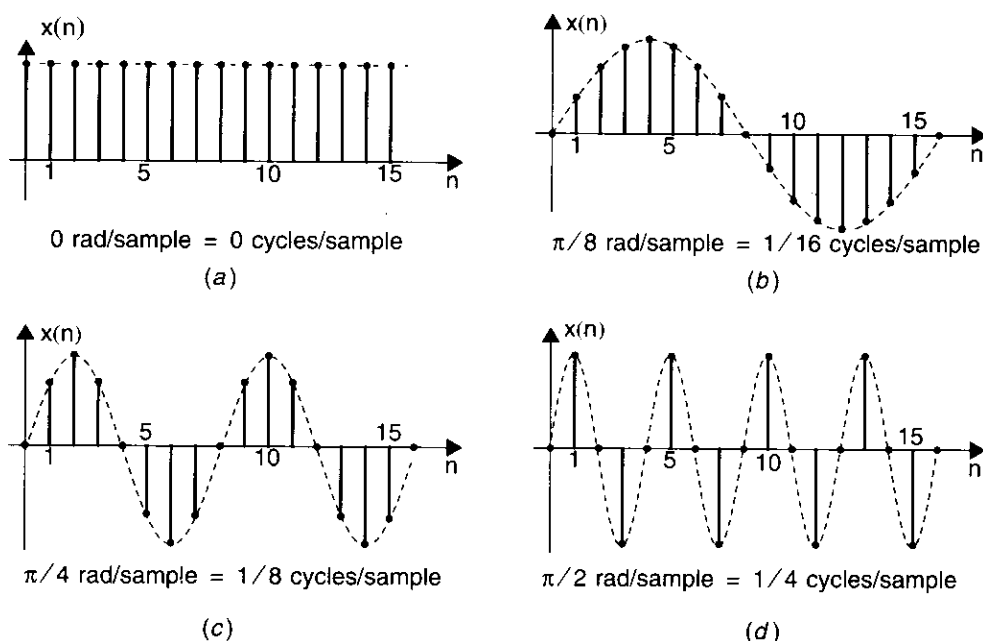 x(n)
1 5 10 15 n
0 rad/sample = 0 cycles/sample
(a)
x(n)
10 15
1 5 n
π/8 rad/sample = 1/16 cycles/sample
(b)
x(n)
5 15
1 10 n
π/4 rad/sample = 1/8 cycles/sample
(c)
x(n)
15
1 5 10 n
π/2 rad/sample = 1/4 cycles/sample
(d)